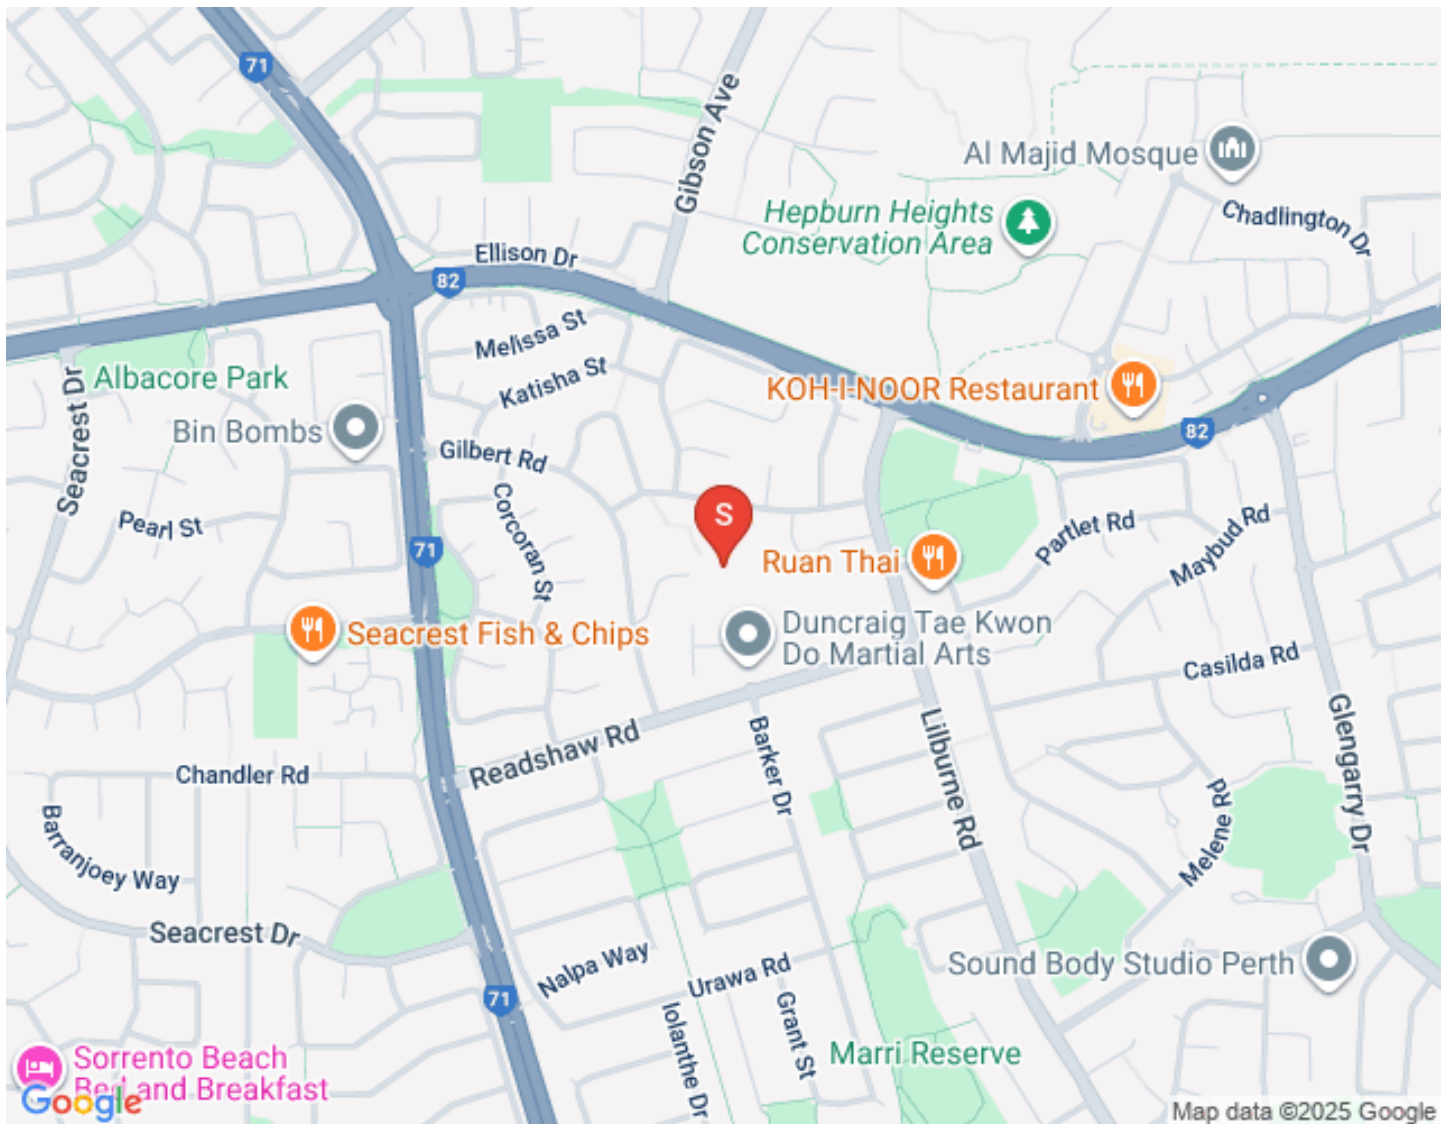 71
Gibson Ave
Al Majid Mosque
Hepburn Heights
Conservation Area
Chadlington Dr
Ellison Dr
82
Melissa St
Katisha St
Albacore Park
KOH-I-NOOR Restaurant
82
Seacrest Dr
Bin Bombs
Gilbert Rd
Corcoran St
S
Pearl St
71
Ruan Thai
Partlet Rd
Maybud Rd
Seacrest Fish & Chips
Duncraig Tae Kwon
Do Martial Arts
Casilda Rd
Glengarry Dr
Readshaw Rd
Barker Dr
Lilburne Rd
Chandler Rd
Melene Rd
Barranjoey Way
Seacrest Dr
Nalpa Way
Urawa Rd
Sound Body Studio Perth
71
Iolanthe Dr
Grant St
Marri Reserve
Sorrento Beach
Bed and Breakfast
Google
Map data ©2025 Google